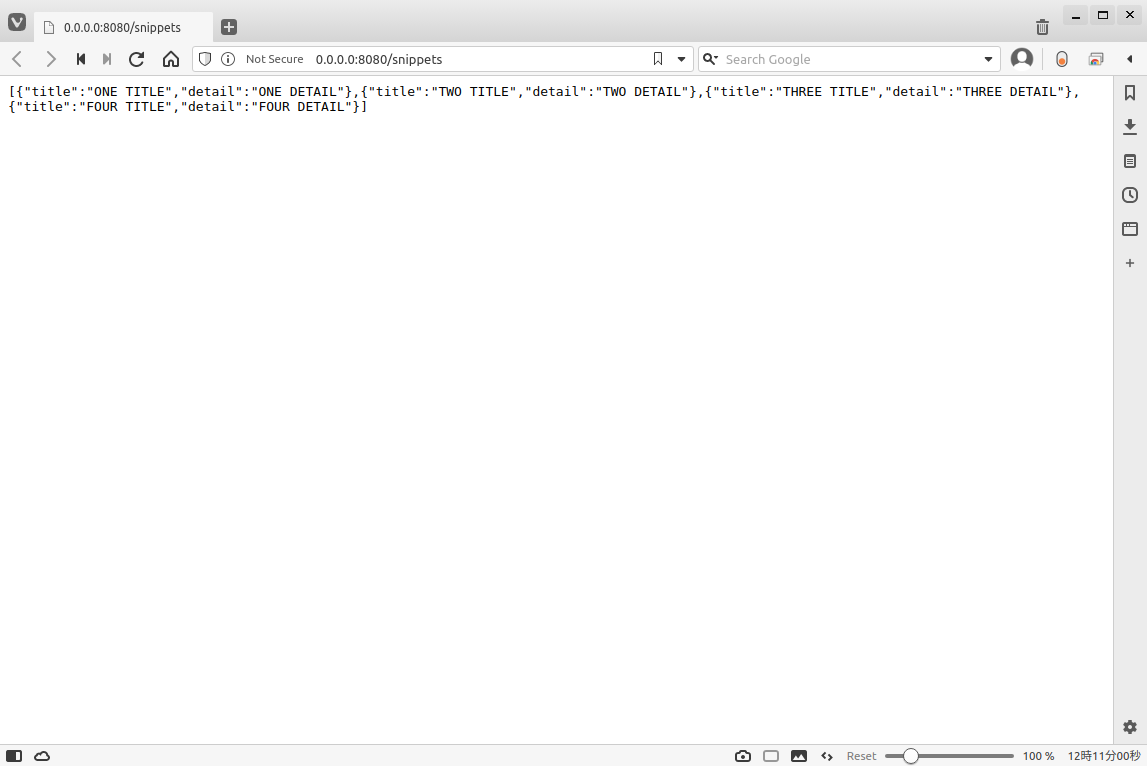 0.0.0.0:8080/snippets
Not Secure 0.0.0.0:8080/snippets Search Google
[{"title":"ONE TITLE","detail":"ONE DETAIL"},{"title":"TWO TITLE","detail":"TWO DETAIL"},{"title":"THREE TITLE","detail":"THREE DETAIL"},
{"title":"FOUR TITLE","detail":"FOUR DETAIL"}]
Reset 100 % 12時11分00秒